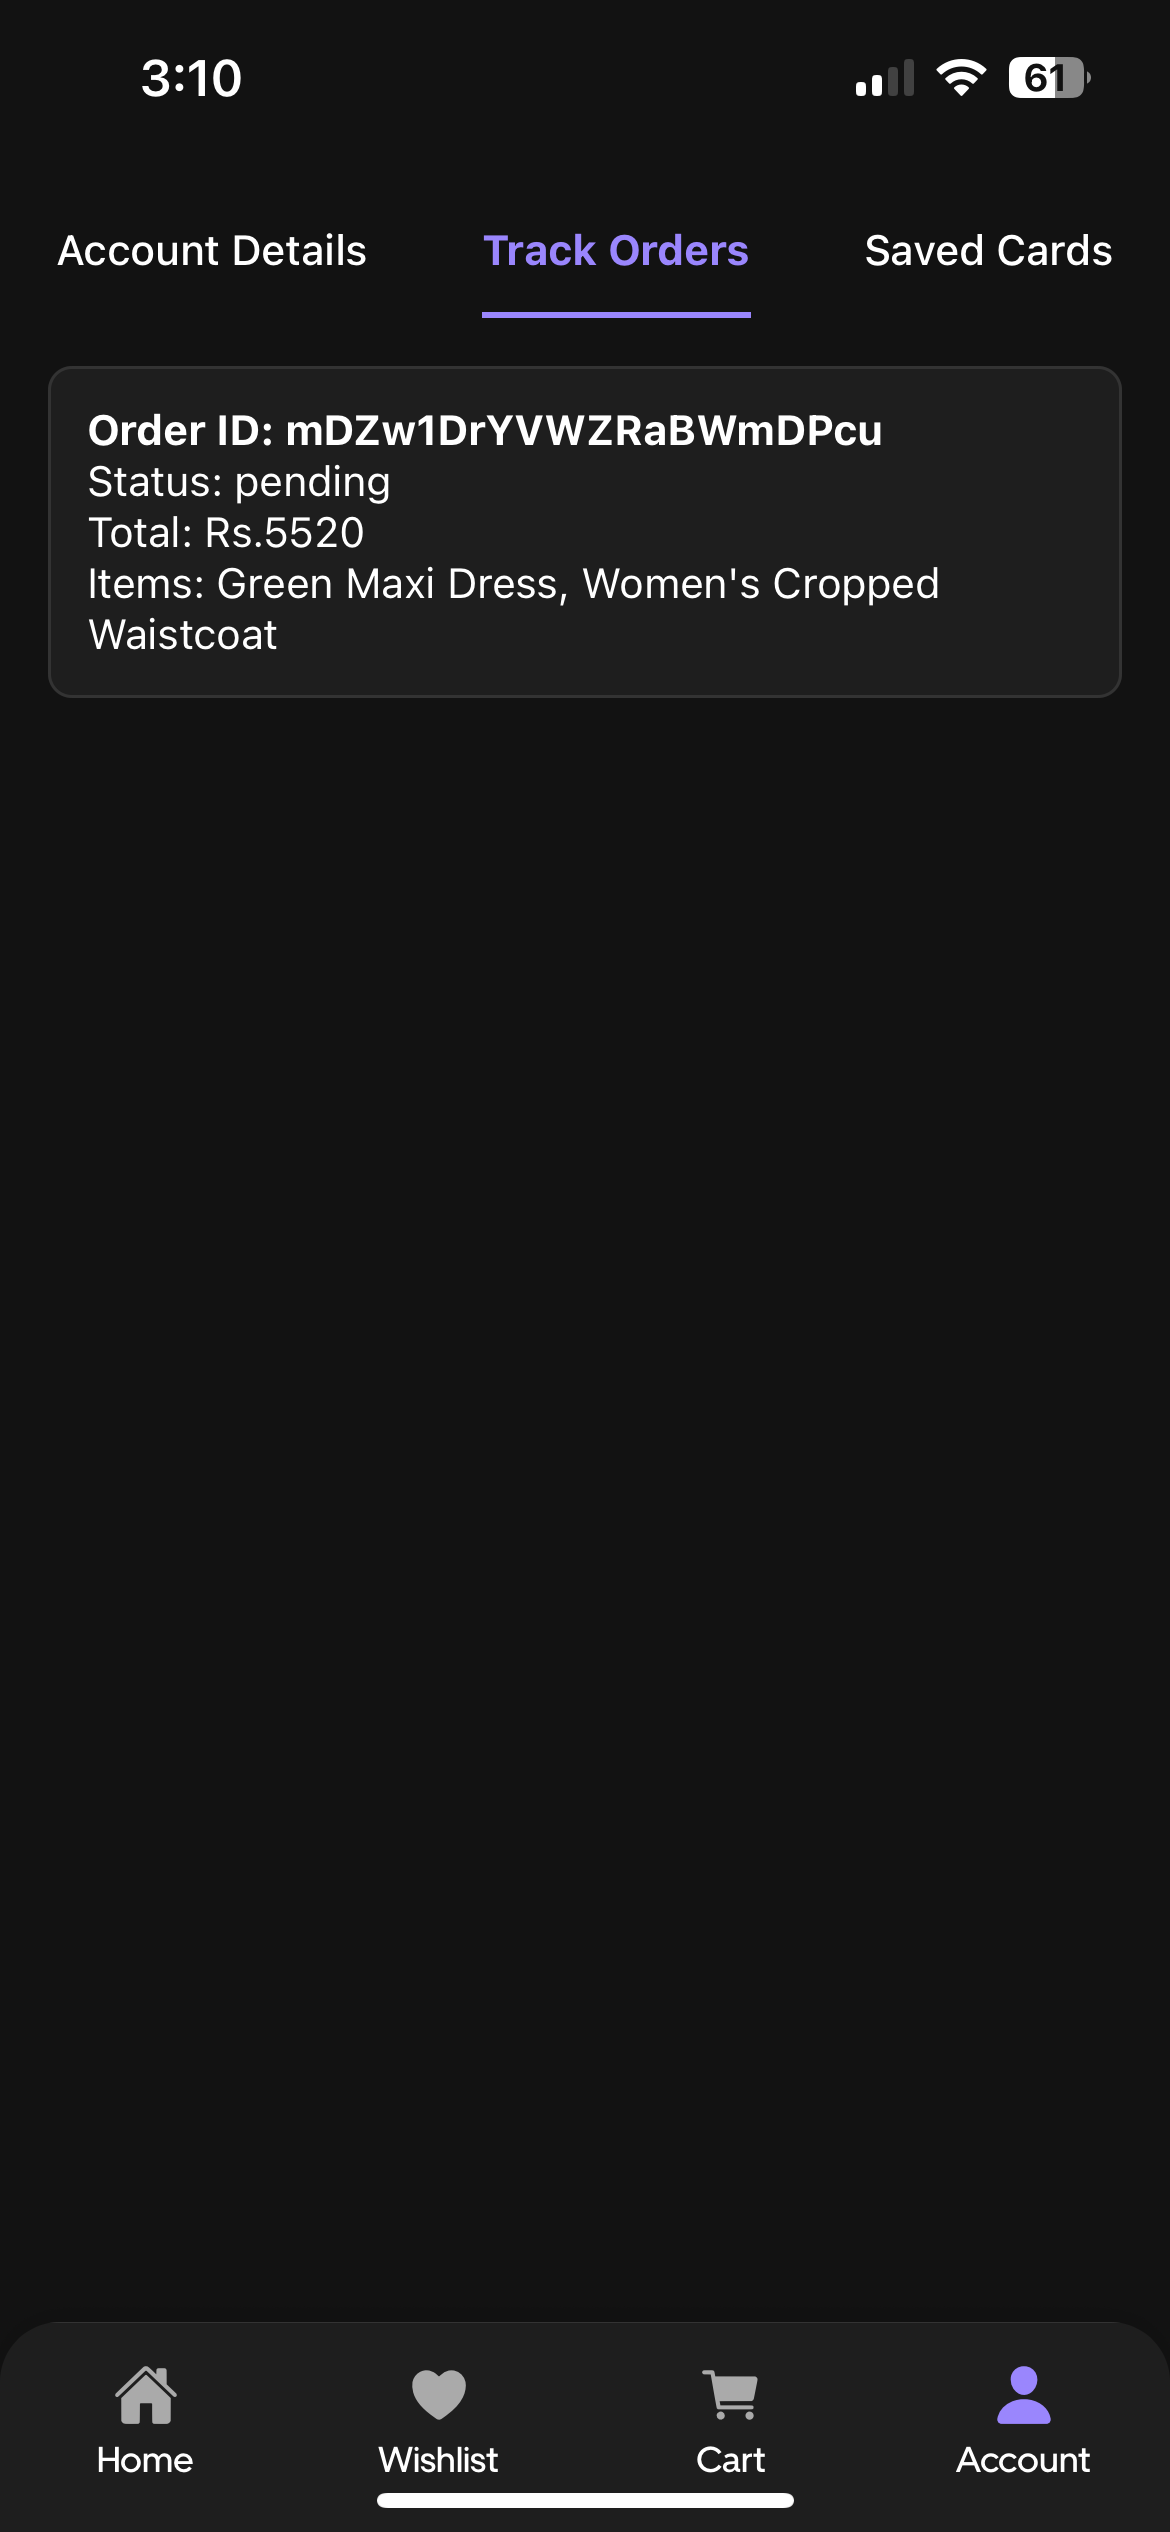 3:10
61
Account Details
Track Orders
Saved Cards
Order ID: mDZw1DrYVWZRaBWmDPcu
Status: pending
Total: Rs.5520
Items: Green Maxi Dress, Women's Cropped
Waistcoat
Home
Wishlist
Cart
Account